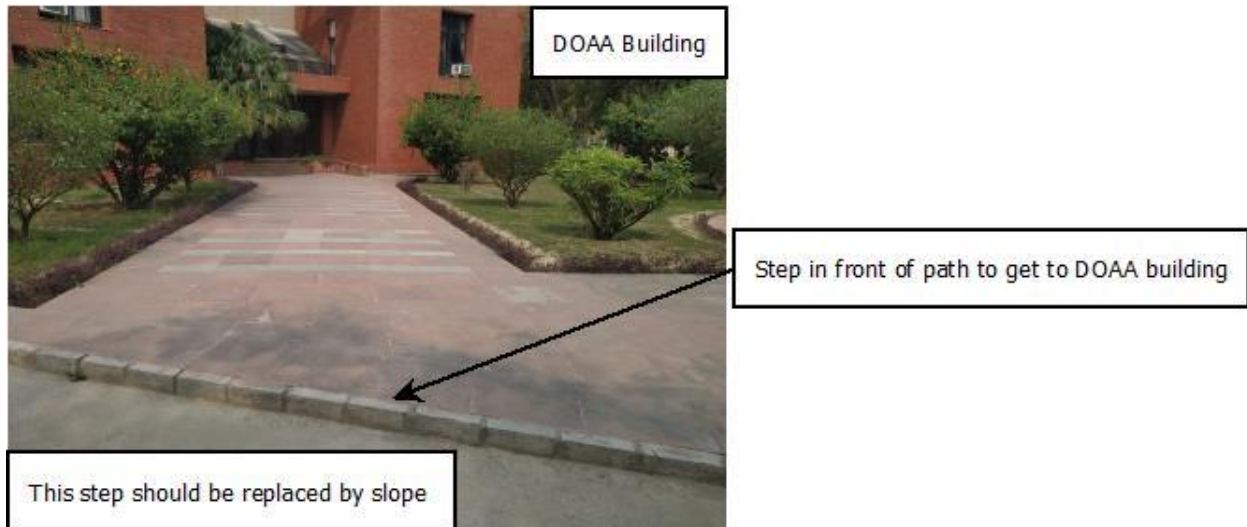 DOAA Building
Step in front of path to get to DOAA building
This step should be replaced by slope